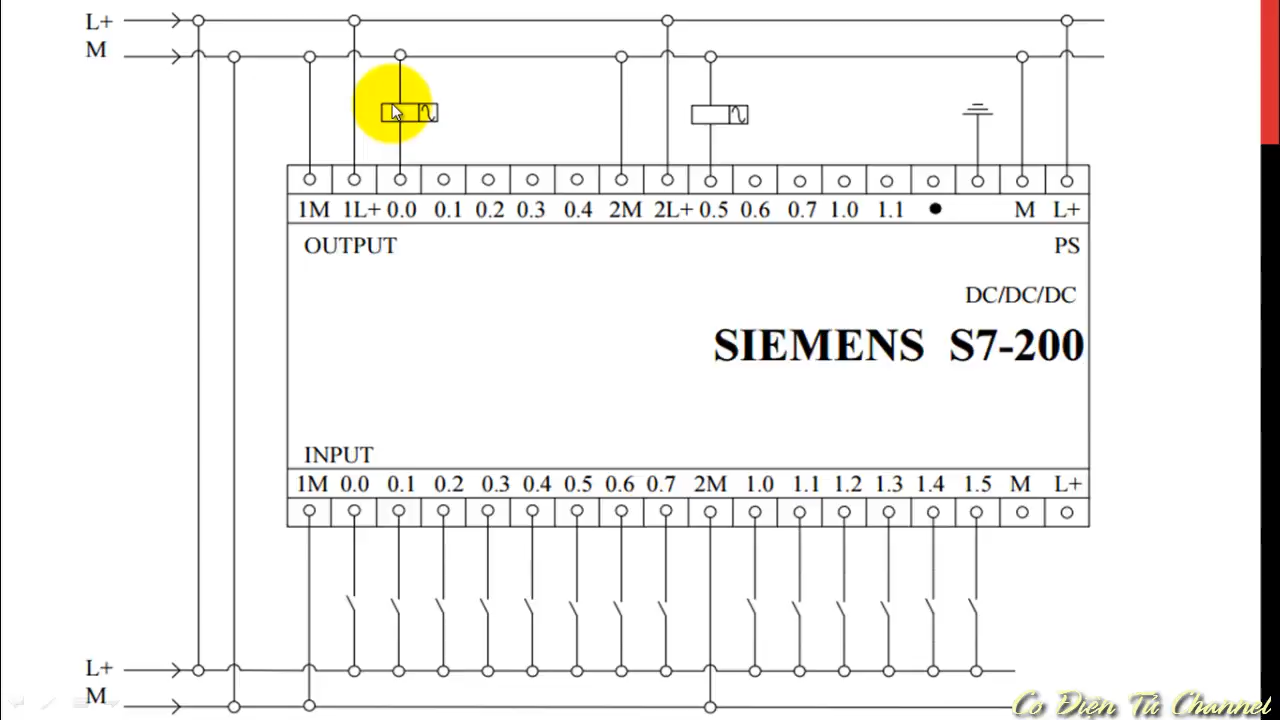 L+
M
1M 1L+ 0.0 0.1 0.2 0.3 0.4 2M 2L+ 0.5 0.6 0.7 1.0 1.1 M L+
OUTPUT PS
DC/DC/DC
SIEMENS S7-200
INPUT
1M 0.0 0.1 0.2 0.3 0.4 0.5 0.6 0.7 2M 1.0 1.1 1.2 1.3 1.4 1.5 M L+
L+
M
Cơ Điện Tử Channel